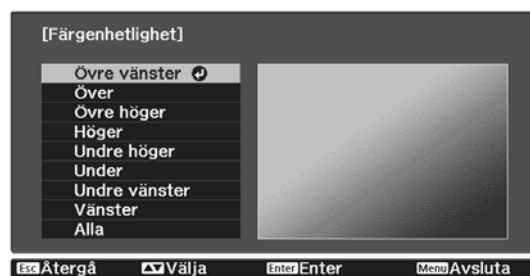 [Färgenhetlighet]
Övre vänster
Över
Övre höger
Höger
Undre höger
Under
Undre vänster
Vänster
Alla
Esc Återgå Välja Enter Enter Menu Avsluta